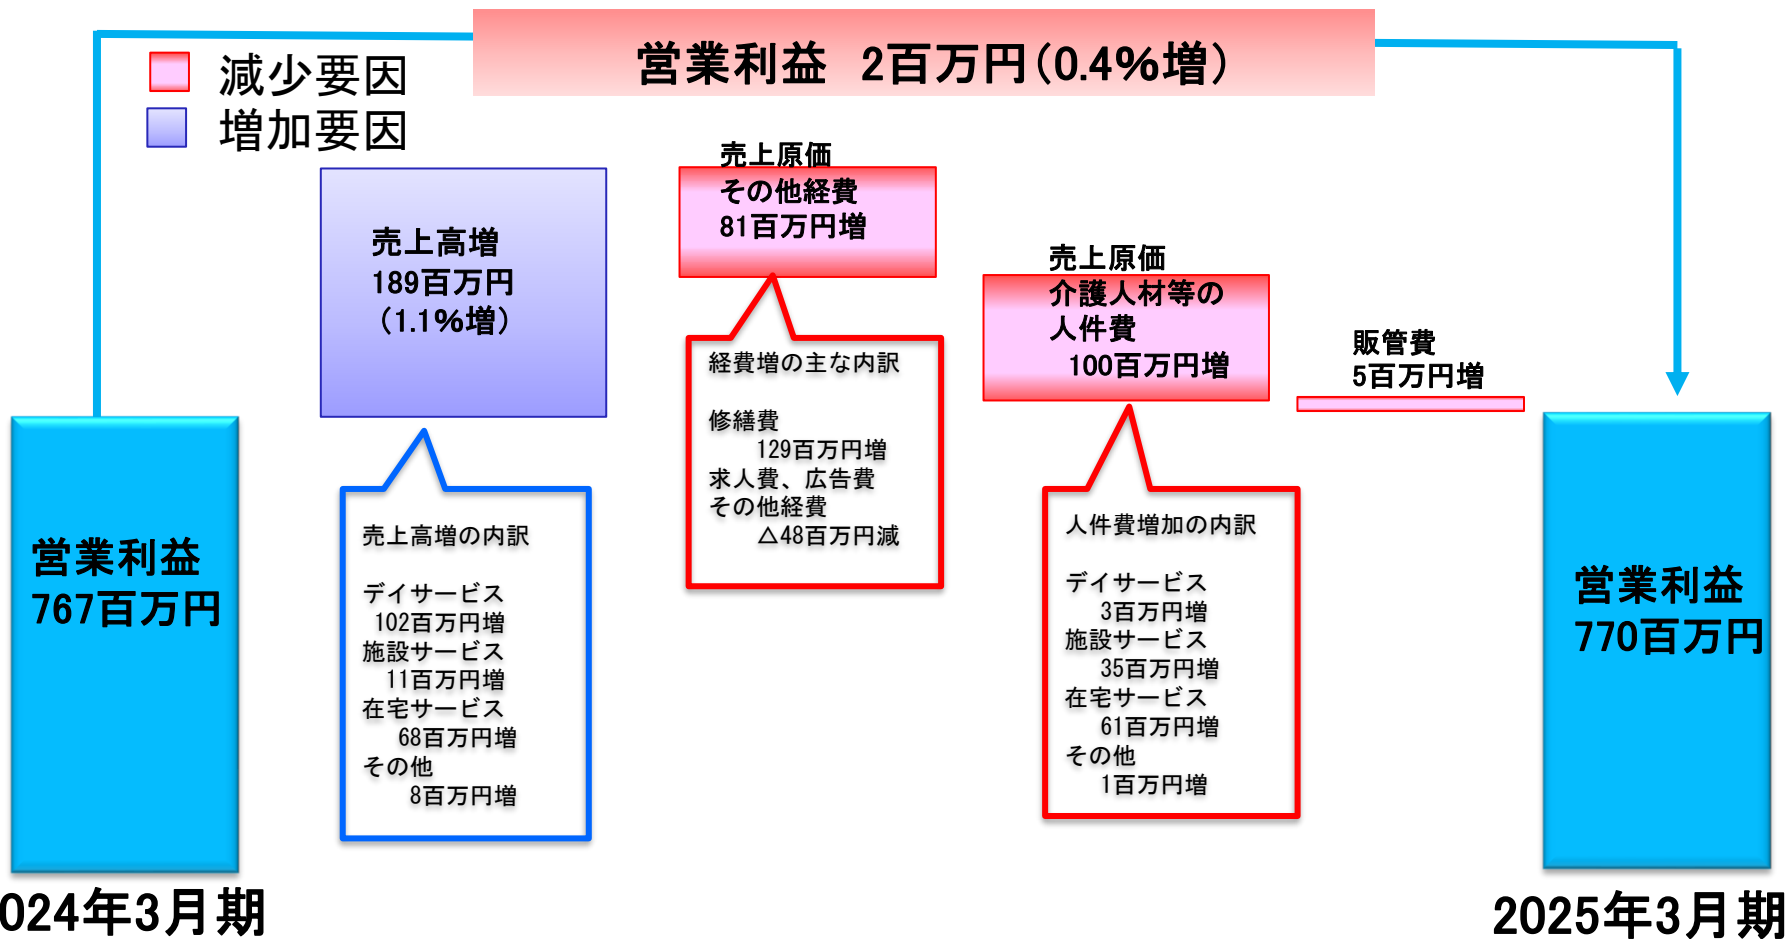 営業利益 2百万円(0.4%増)
減少要因
増加要因
売上高増
189百万円
(1.1%増)
売上原価
その他経費
81百万円増
売上原価
介護人材等の
人件費
100百万円増
販管費
5百万円増
営業利益
767百万円
売上高増の内訳
デイサービス
102百万円増
施設サービス
11百万円増
在宅サービス
68百万円増
その他
8百万円増
経費増の主な内訳
修繕費
129百万円増
求人費、広告費
その他経費
△48百万円減
人件費増加の内訳
デイサービス
3百万円増
施設サービス
35百万円増
在宅サービス
61百万円増
その他
1百万円増
営業利益
770百万円
024年3月期
2025年3月期